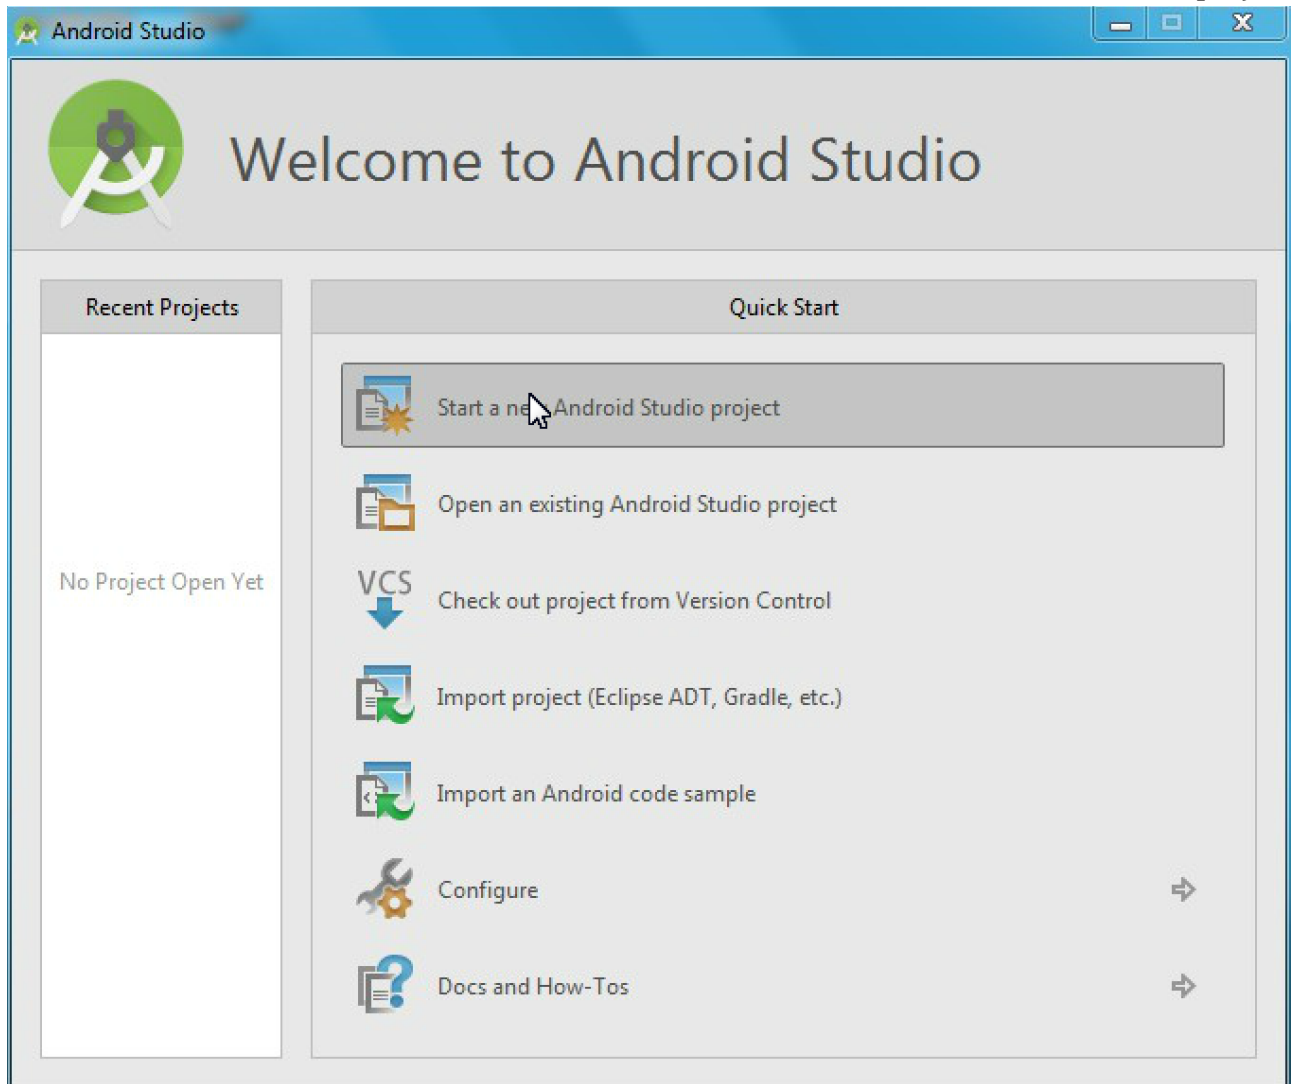 Android Studio
Welcome to Android Studio
Recent Projects
No Project Open Yet
Quick Start
Start a new Android Studio project
Open an existing Android Studio project
VCS
Check out project from Version Control
Import project (Eclipse ADT, Gradle, etc.)
Import an Android code sample
Configure
Docs and How-Tos